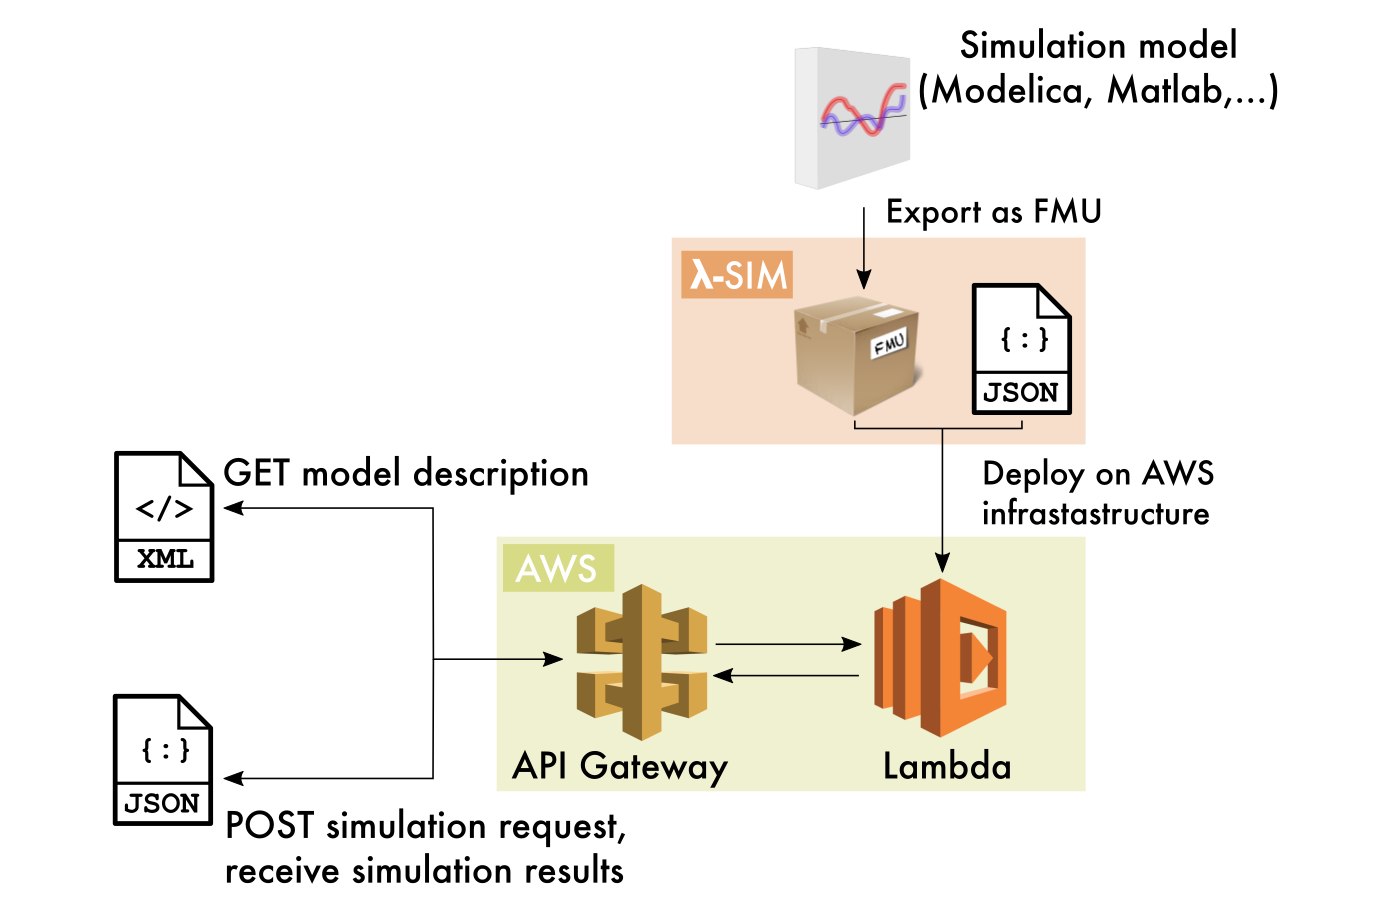 Simulation model
(Modelica, Matlab,...)
Export as FMU
λ-SIM
FMU
{:}
JSON
Deploy on AWS
infrastastructure
GET model description
</>
XML
AWS
API Gateway
Lambda
{:}
JSON
POST simulation request,
receive simulation results